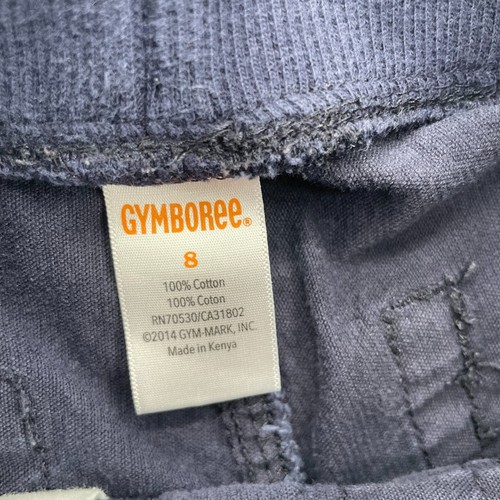 GYMBOREE®
8
100% Cotton
100% Coton
RN70530/CA31802
©2014 GYM-MARK, INC.
Made in Kenya